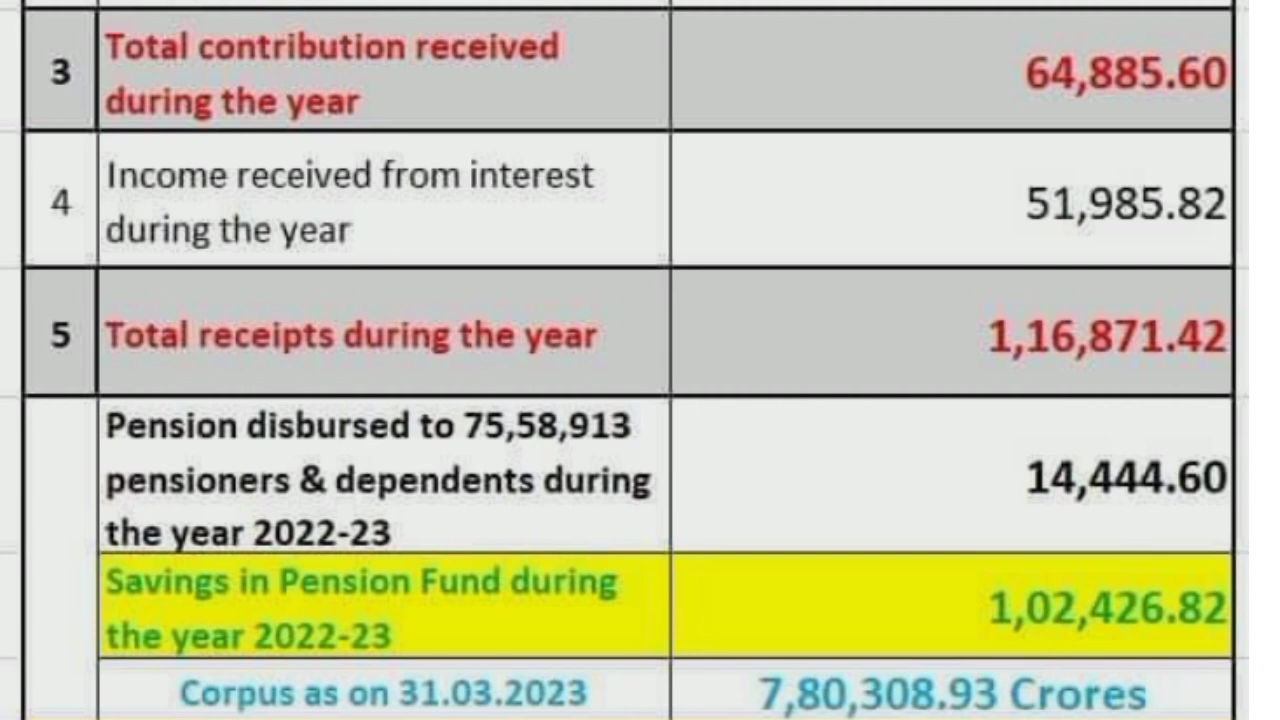 3
Total contribution received
during the year
64,885.60
4
Income received from interest
during the year
51,985.82
5
Total receipts during the year
1,16,871.42
Pension disbursed to 75,58,913
pensioners & dependents during
the year 2022-23
14,444.60
Savings in Pension Fund during
the year 2022-23
1,02,426.82
Corpus as on 31.03.2023
7,80,308.93 Crores